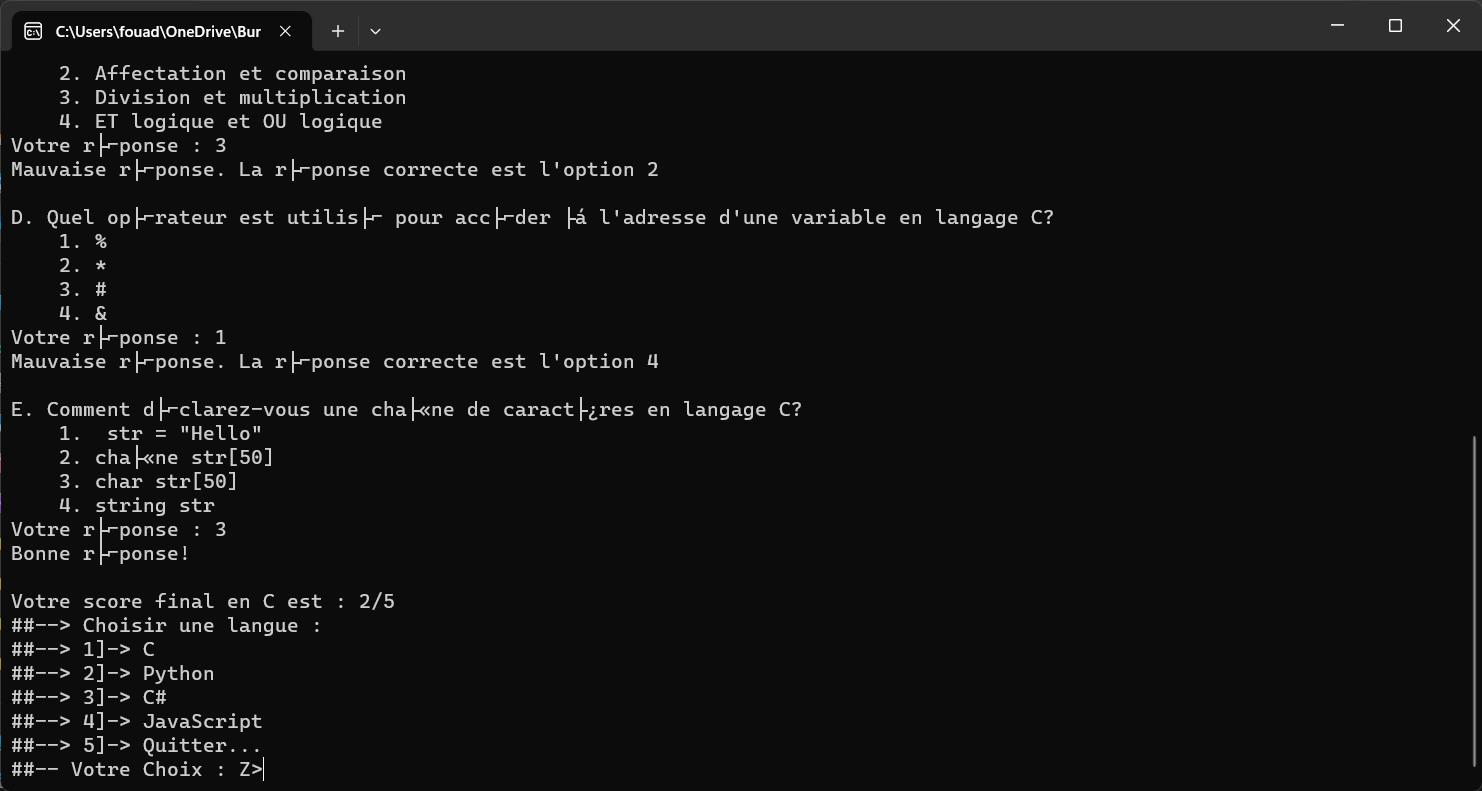 C:\Users\fouad\OneDrive\Bur
2. Affectation et comparaison
3. Division et multiplication
4. ET logique et OU logique
Votre r├⌐ponse : 3
Mauvaise r├⌐ponse. La r├⌐ponse correcte est l'option 2
D. Quel op├⌐rateur est utilis├⌐ pour acc├⌐der ├á l'adresse d'une variable en langage C?
1. %
2. *
3. #
4. &
Votre r├⌐ponse : 1
Mauvaise r├⌐ponse. La r├⌐ponse correcte est l'option 4
E. Comment d├⌐clarez-vous une cha├«ne de caract├¿res en langage C?
1.  str = "Hello"
2. cha├«ne str[50]
3. char str[50]
4. string str
Votre r├⌐ponse : 3
Bonne r├⌐ponse!
Votre score final en C est : 2/5
##--> Choisir une langue :
##--> 1]-> C
##--> 2]-> Python
##--> 3]-> C#
##--> 4]-> JavaScript
##--> 5]-> Quitter...
##-- Votre Choix : Z>